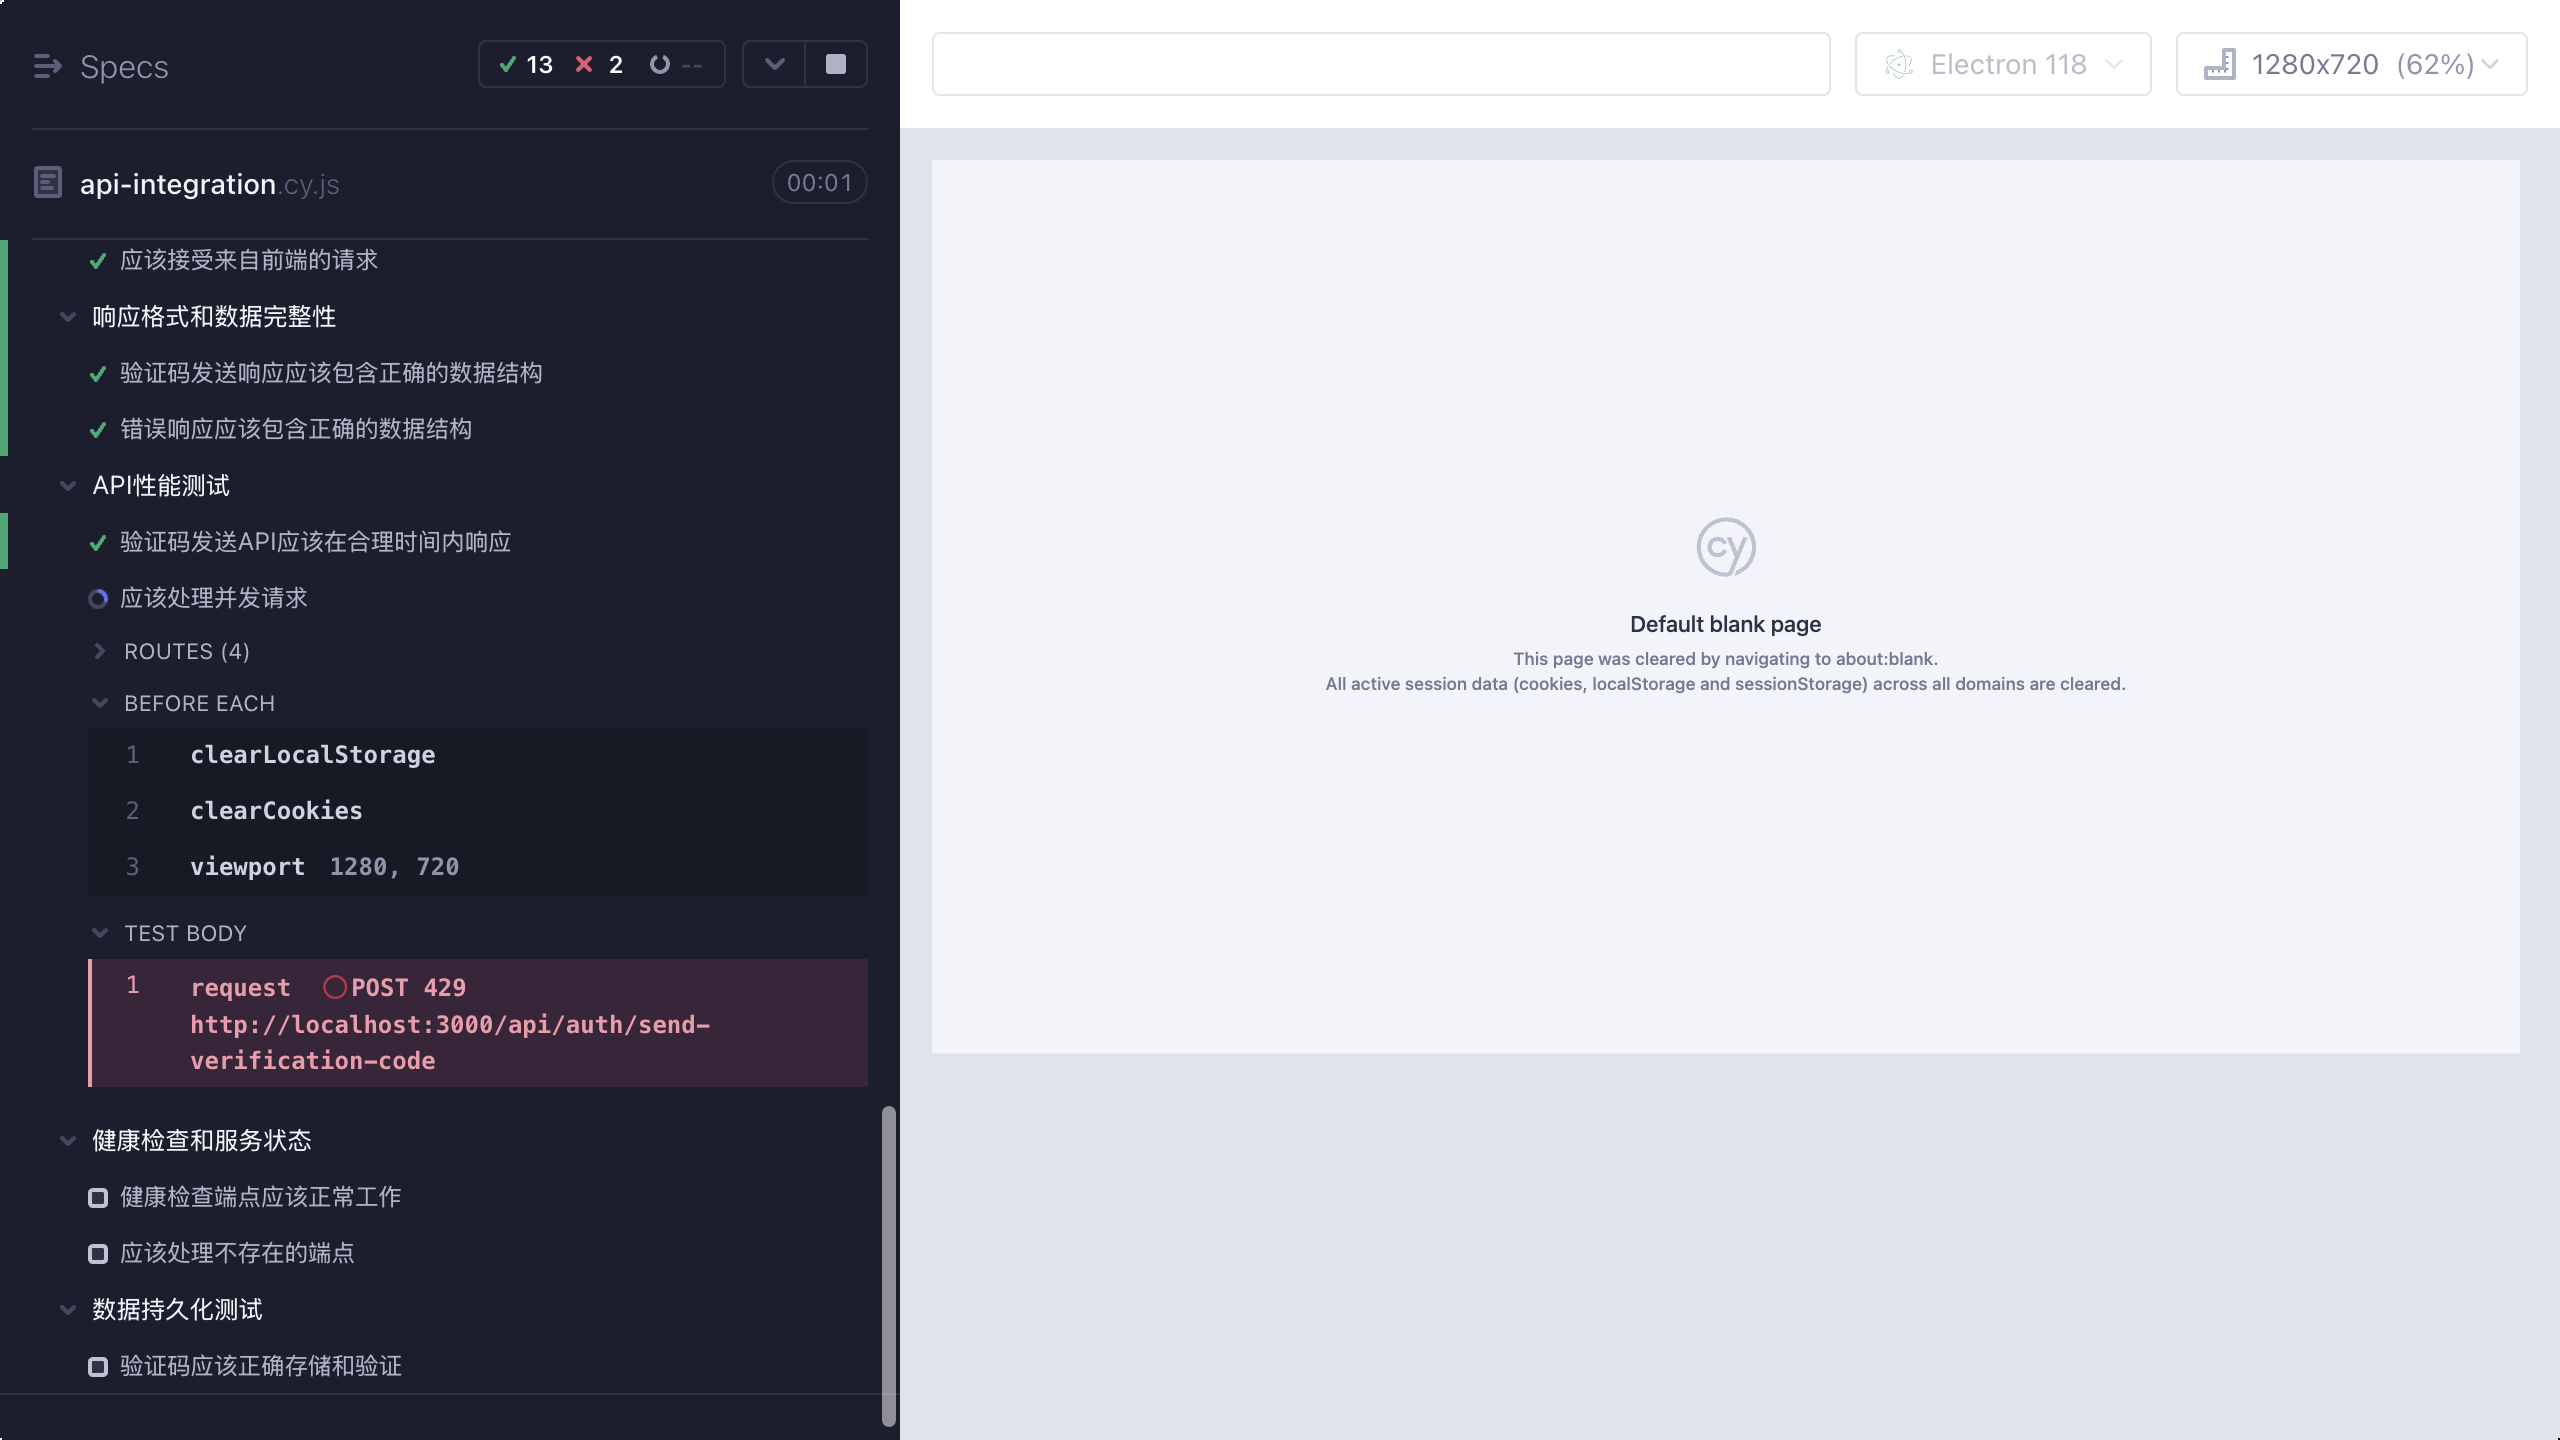 Specs
13 2 --
api-integration.cy.js
00:01
应该接受来自前端的请求
响应格式和数据完整性
验证码发送响应应该包含正确的数据结构
错误响应应该包含正确的数据结构
API性能测试
验证码发送API应该在合理时间内响应
应该处理并发请求
ROUTES (4)
BEFORE EACH
1 clearLocalStorage
2 clearCookies
3 viewport 1280, 720
TEST BODY
1 request POST 429
http://localhost:3000/api/auth/send-
verification-code
健康检查和服务状态
健康检查端点应该正常工作
应该处理不存在的端点
数据持久化测试
验证码应该正确存储和验证
Electron 118
1280x720 (62%)
cy
Default blank page
This page was cleared by navigating to about:blank.
All active session data (cookies, localStorage and sessionStorage) across all domains are cleared.